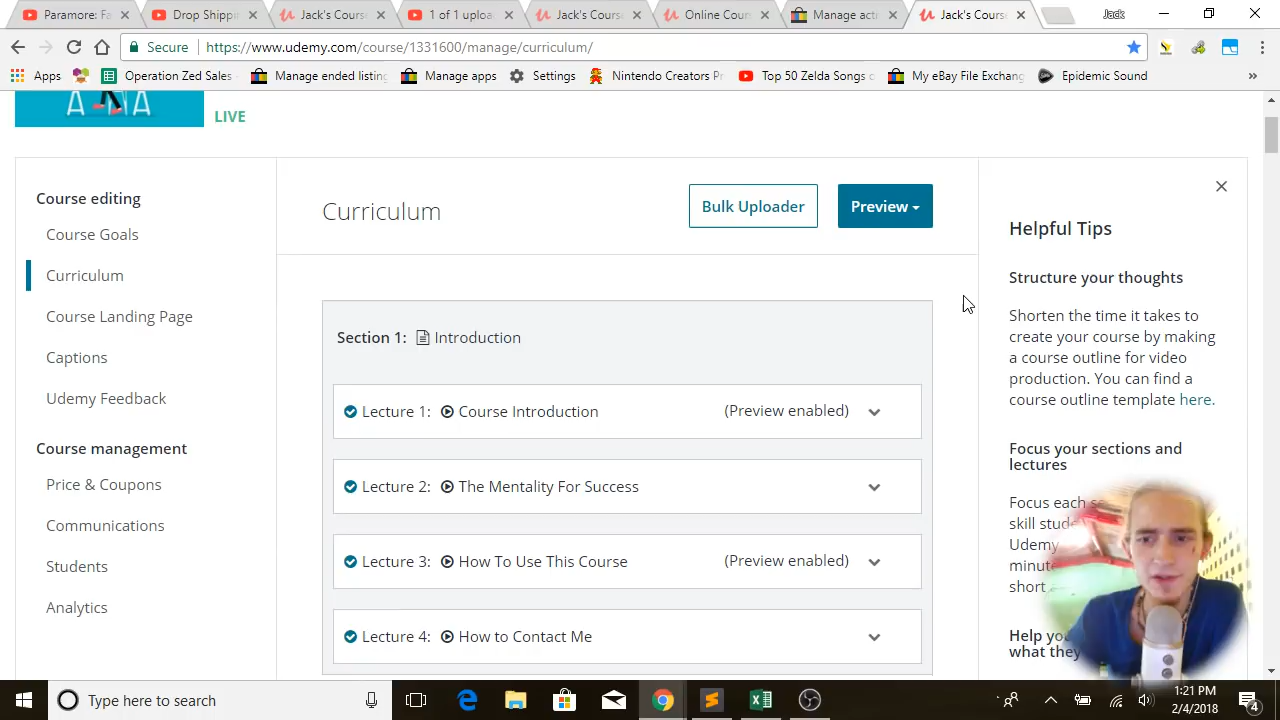 Paramore: Fa
Drop Shippi
Jack's Cours
1 of 1 uploa
Jack's Cours
Online Cour
Manage acti
Jack's Cours
Jack
Secure
https://www.udemy.com/course/1331600/manage/curriculum/
Apps
Operation Zed Sales
Manage ended listing
Manage apps
Settings
Nintendo Creators
Top 50 Zelda Songs c
My eBay File Exchang
Epidemic Sound
»
LIVE
Course editing
Course Goals
Curriculum
Course Landing Page
Captions
Udemy Feedback
Course management
Price & Coupons
Communications
Students
Analytics
Curriculum
Bulk Uploader
Preview
Section 1: Introduction
Lecture 1: Course Introduction (Preview enabled)
Lecture 2: The Mentality For Success
Lecture 3: How To Use This Course (Preview enabled)
Lecture 4: How to Contact Me
Helpful Tips
Structure your thoughts
Shorten the time it takes to
create your course by making
a course outline for video
production. You can find a
course outline template here.
Focus your sections and
lectures
Focus each
skill
Udemy
short
Help
what they
Type here to search
1:21 PM
2/4/2018
4